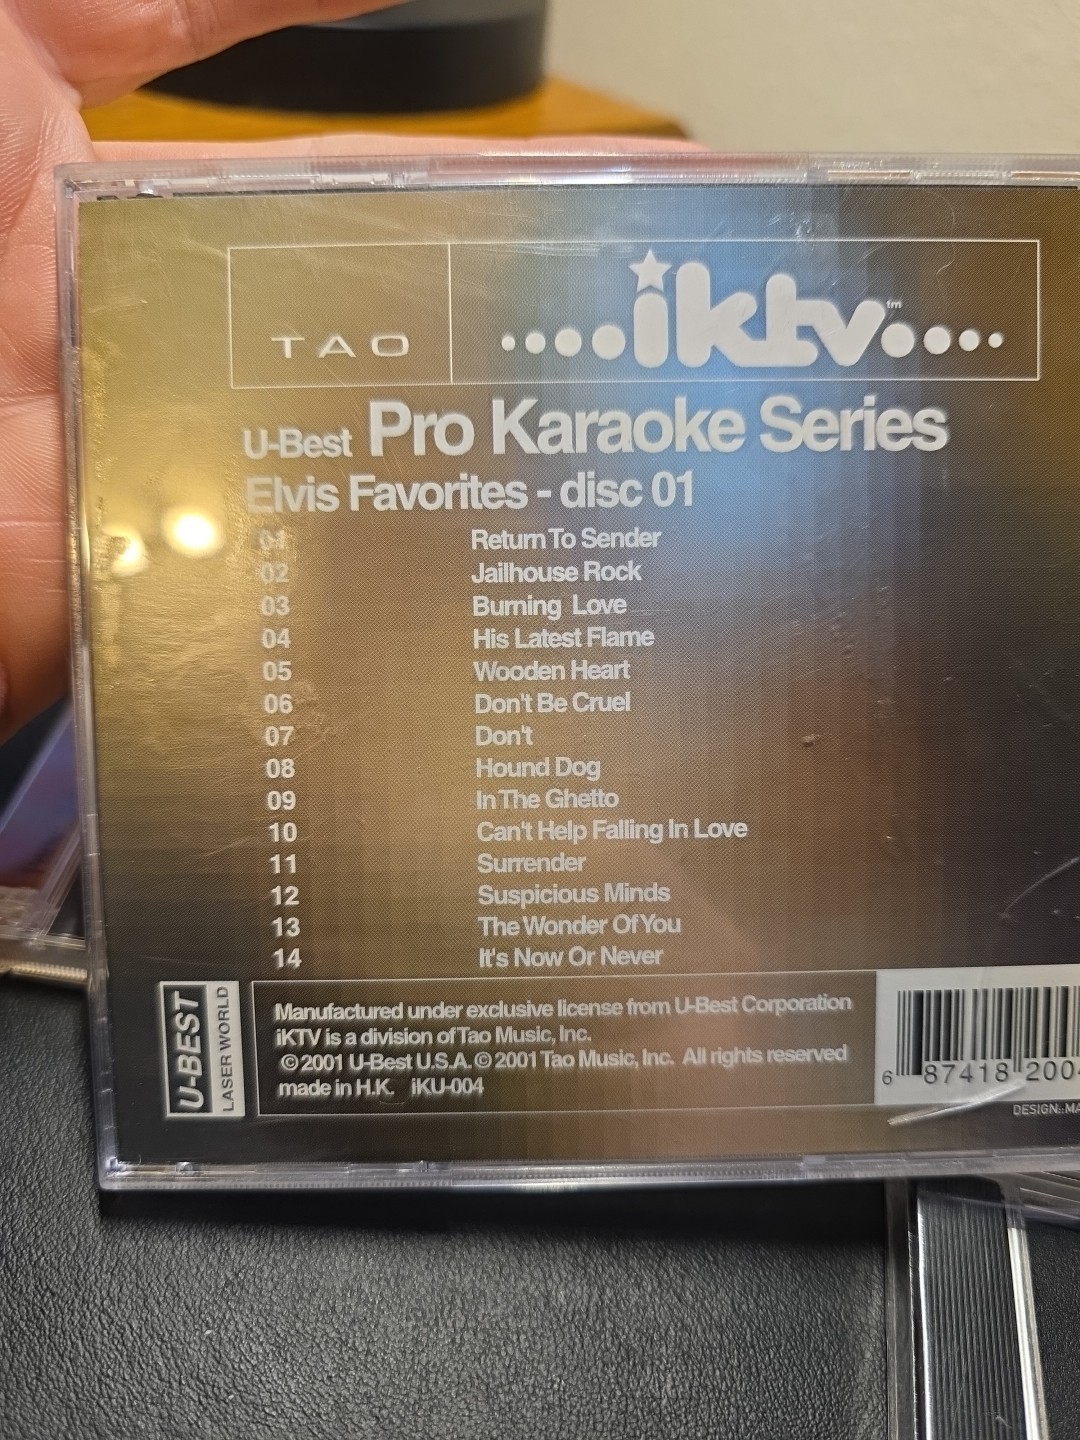 TAO
iktv™
U-Best Pro Karaoke Series
Elvis Favorites - disc 01
01 Return To Sender
02 Jailhouse Rock
03 Burning Love
04 His Latest Flame
05 Wooden Heart
06 Don't Be Cruel
07 Don't
08 Hound Dog
09 In The Ghetto
10 Can't Help Falling In Love
11 Surrender
12 Suspicious Minds
13 The Wonder Of You
14 It's Now Or Never
U-BEST
LASER WORLD
Manufactured under exclusive license from U-Best Corporation
iKTV is a division of Tao Music, Inc.
© 2001 U-Best U.S.A. © 2001 Tao Music, Inc. All rights reserved
made in H.K. iKU-004
6 87418 200
DESIGN: